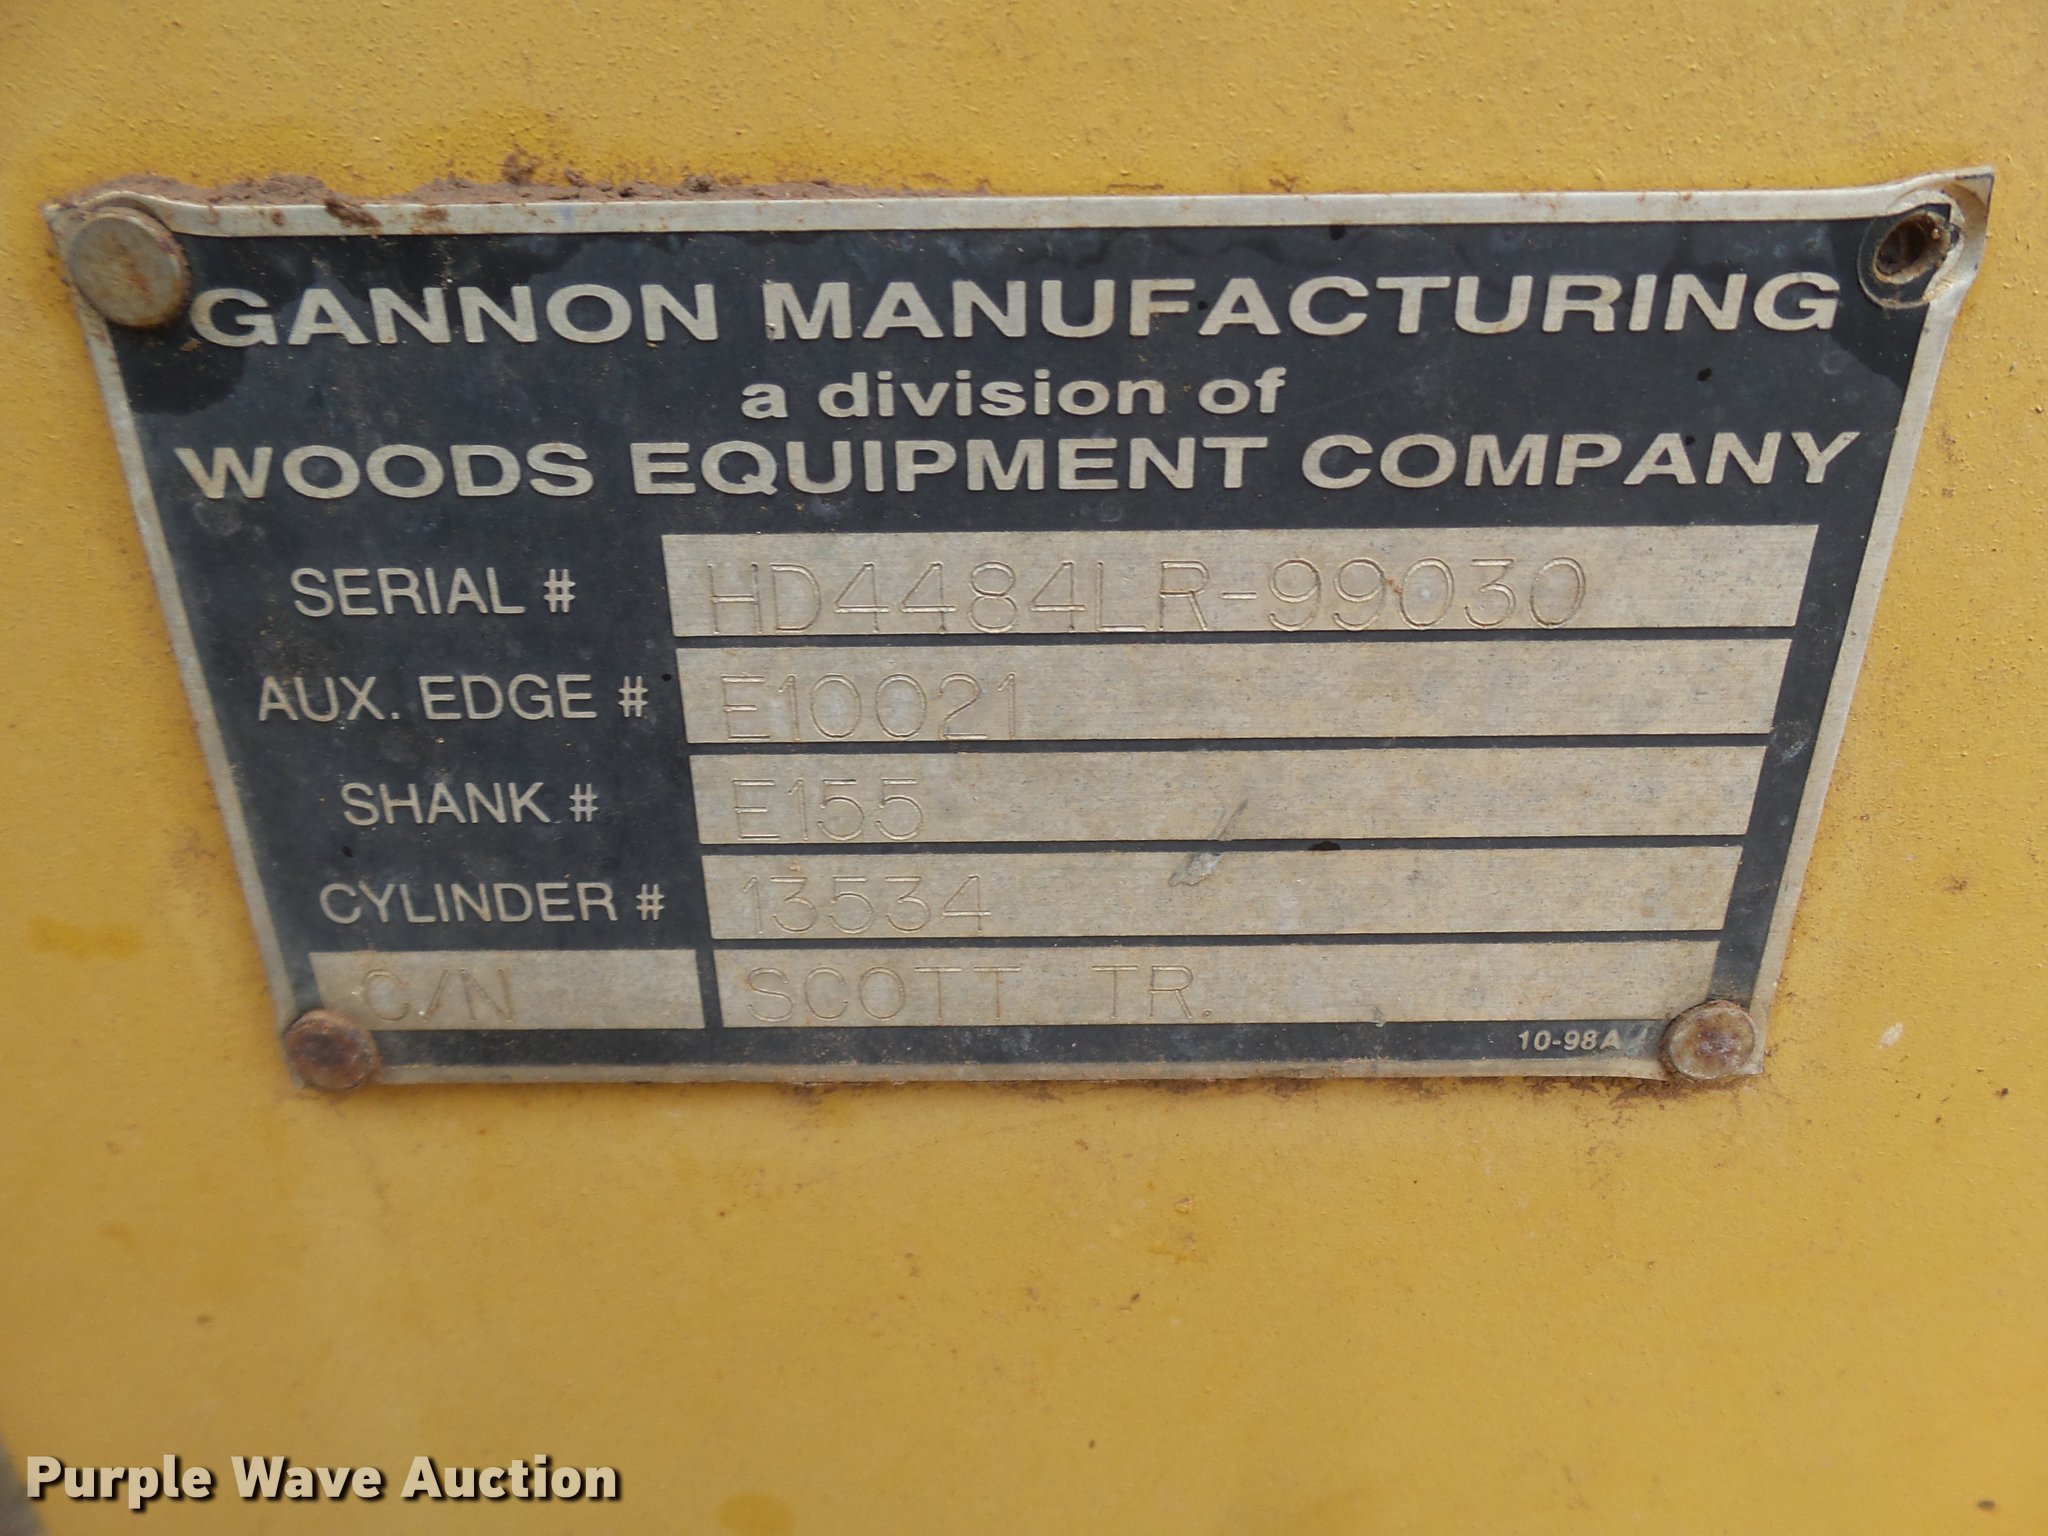 GANNON MANUFACTURING
a division of
WOODS EQUIPMENT COMPANY
SERIAL # HD4484LR-99030
AUX. EDGE # E10021
SHANK # E155
CYLINDER # 13534
C/N SCOTT TR.
10-98A
Purple Wave Auction